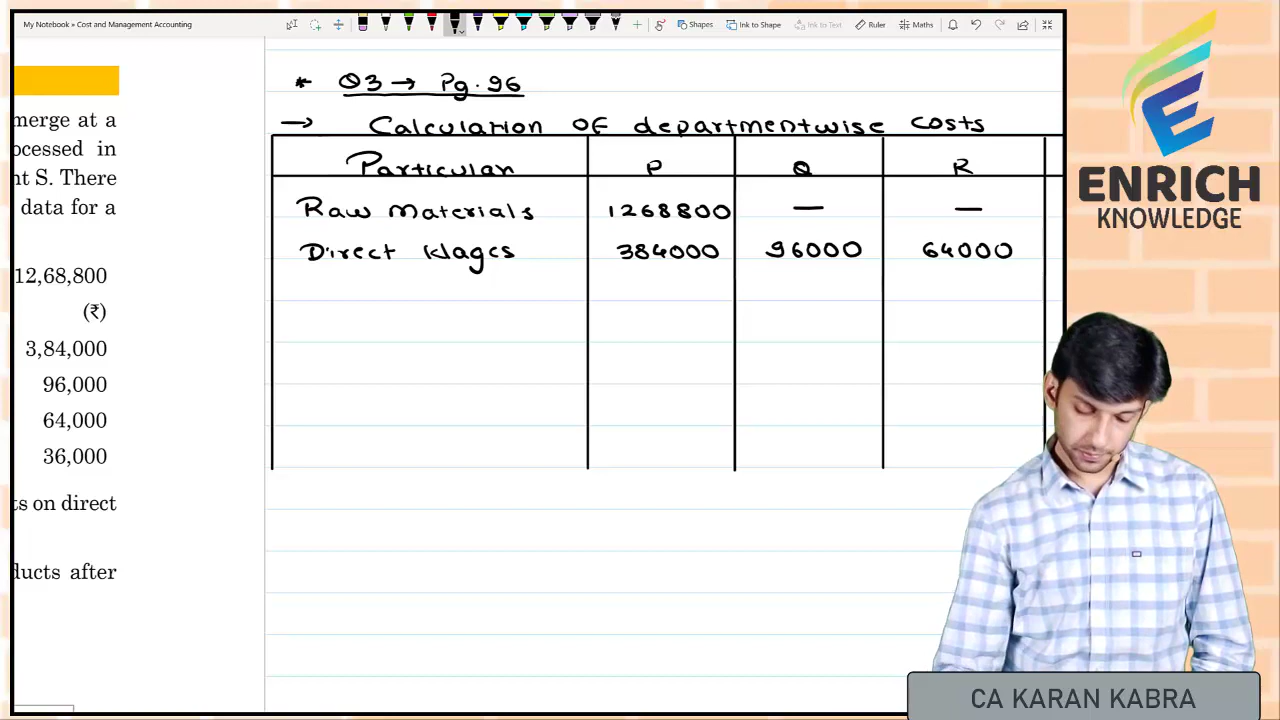 My Notebook » Cost and Management Accounting
Shapes
Ink to Shape
Ink to Text
Ruler
Maths
* Q3 → Pg. 96
→ Calculation of departmentwise costs
Particular P Q R
Raw Materials 1268800 — —
Direct Wages 384000 96000 64000
merge at a
ocessed in
nt S. There
data for a
12,68,800
(₹)
3,84,000
96,000
64,000
36,000
ts on direct
ducts after
E
ENRICH
KNOWLEDGE
CA KARAN KABRA